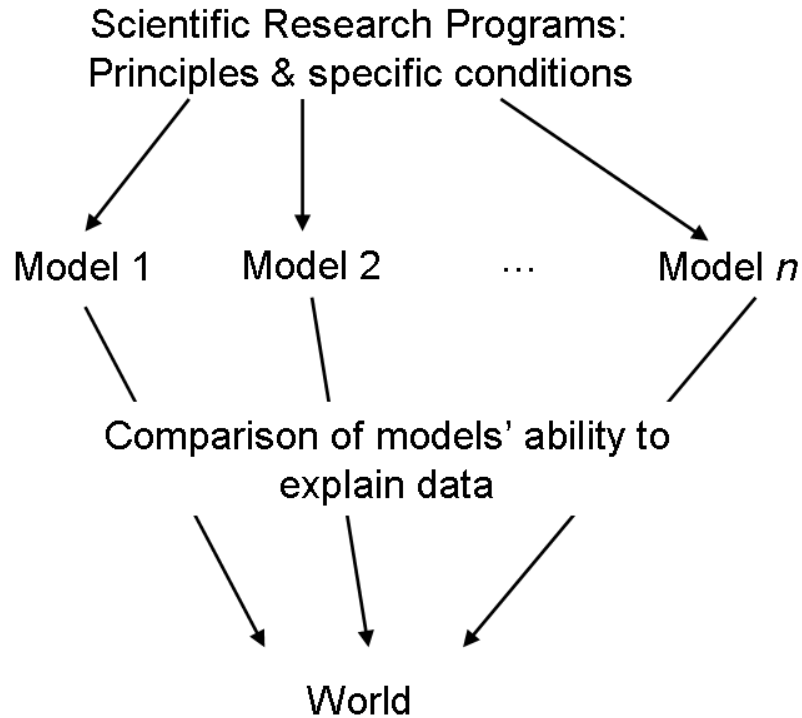 Scientific Research Programs:
Principles & specific conditions
Model 1 Model 2 ... Model n
Comparison of models’ ability to
explain data
World